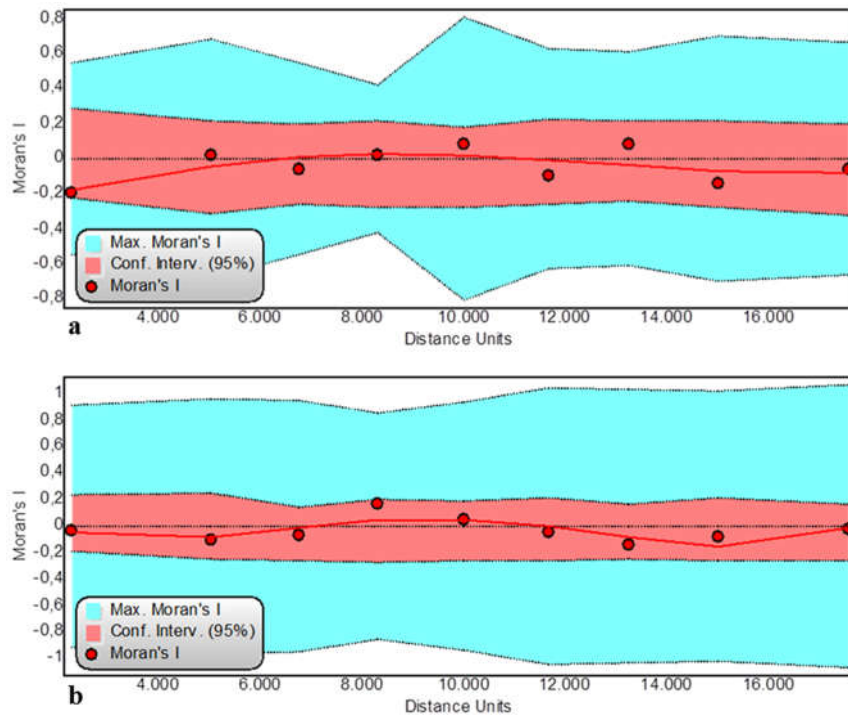 0,8
0,6
0,4
0,2
0
-0,2
-0,4
-0,6
-0,8
Moran's I
Max. Moran's I
Conf. Interv. (95%)
Moran's I
a
4.000 6.000 8.000 10.000 12.000 14.000 16.000
Distance Units
1
0,8
0,6
0,4
0,2
0
-0,2
-0,4
-0,6
-0,8
-1
Moran's I
Max. Moran's I
Conf. Interv. (95%)
Moran's I
b
4.000 6.000 8.000 10.000 12.000 14.000 16.000
Distance Units